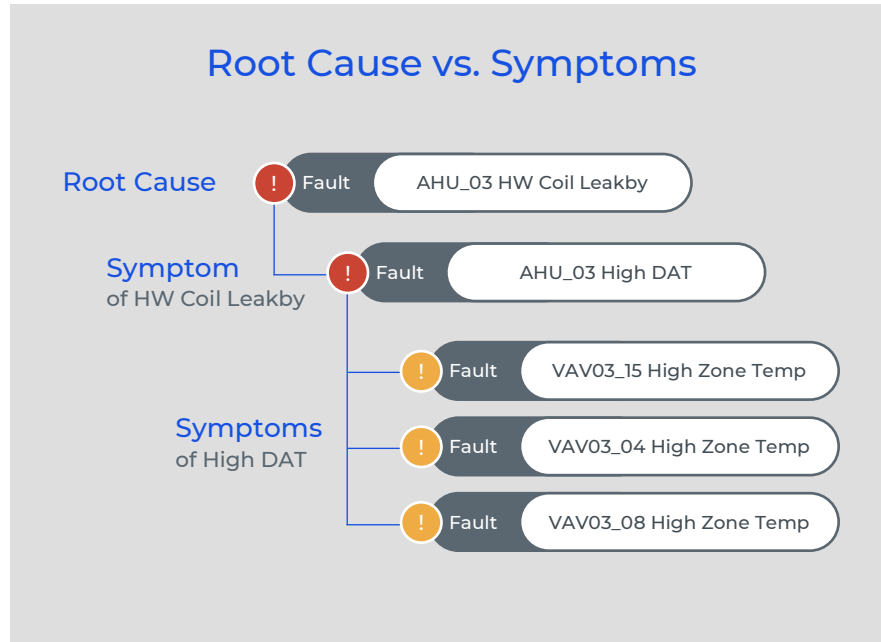 Root Cause vs. Symptoms
Root Cause
! Fault AHU_03 HW Coil Leakby
Symptom
of HW Coil Leakby
! Fault AHU_03 High DAT
! Fault VAV03_15 High Zone Temp
Symptoms
of High DAT
! Fault VAV03_04 High Zone Temp
! Fault VAV03_08 High Zone Temp